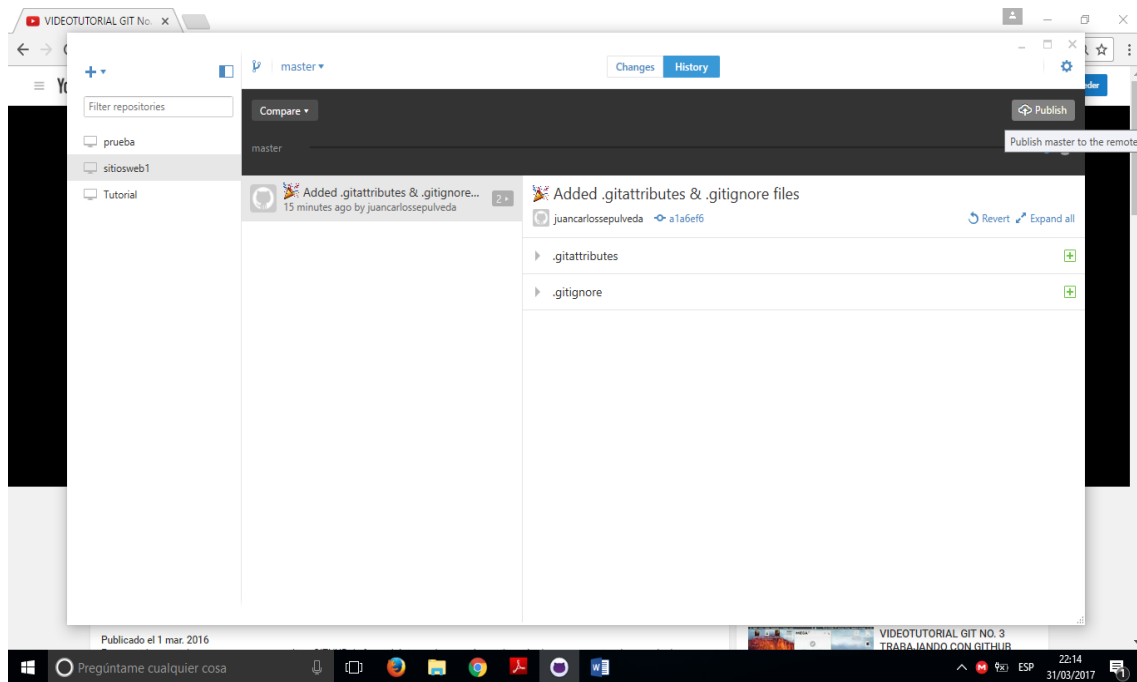 VIDEOTUTORIAL GIT No.
master
Changes
History
Filter repositories
Compare
Publish
prueba
master
Publish master to the remote
sitiosweb1
Tutorial
Added .gitattributes & .gitignore...
15 minutes ago by juancarlossepulveda
2
Added .gitattributes & .gitignore files
juancarlossepulveda
a1a6ef6
Revert
Expand all
.gitattributes
.gitignore
Publicado el 1 mar. 2016
VIDEOTUTORIAL GIT NO. 3
TRABAJANDO CON GITHUB
Pregúntame cualquier cosa
ESP
22:14
31/03/2017